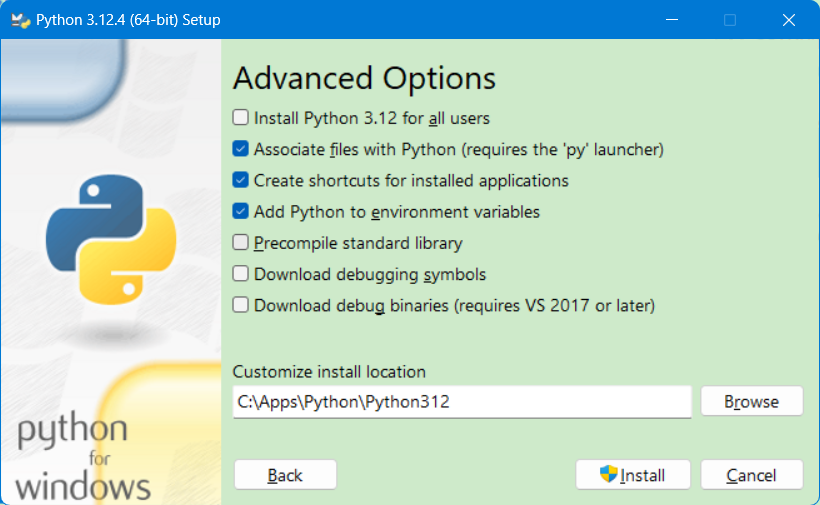 Python 3.12.4 (64-bit) Setup
Advanced Options
Install Python 3.12 for all users
Associate files with Python (requires the 'py' launcher)
Create shortcuts for installed applications
Add Python to environment variables
Precompile standard library
Download debugging symbols
Download debug binaries (requires VS 2017 or later)
Customize install location
C:\Apps\Python\Python312
Browse
python
for
windows
Back
Install
Cancel